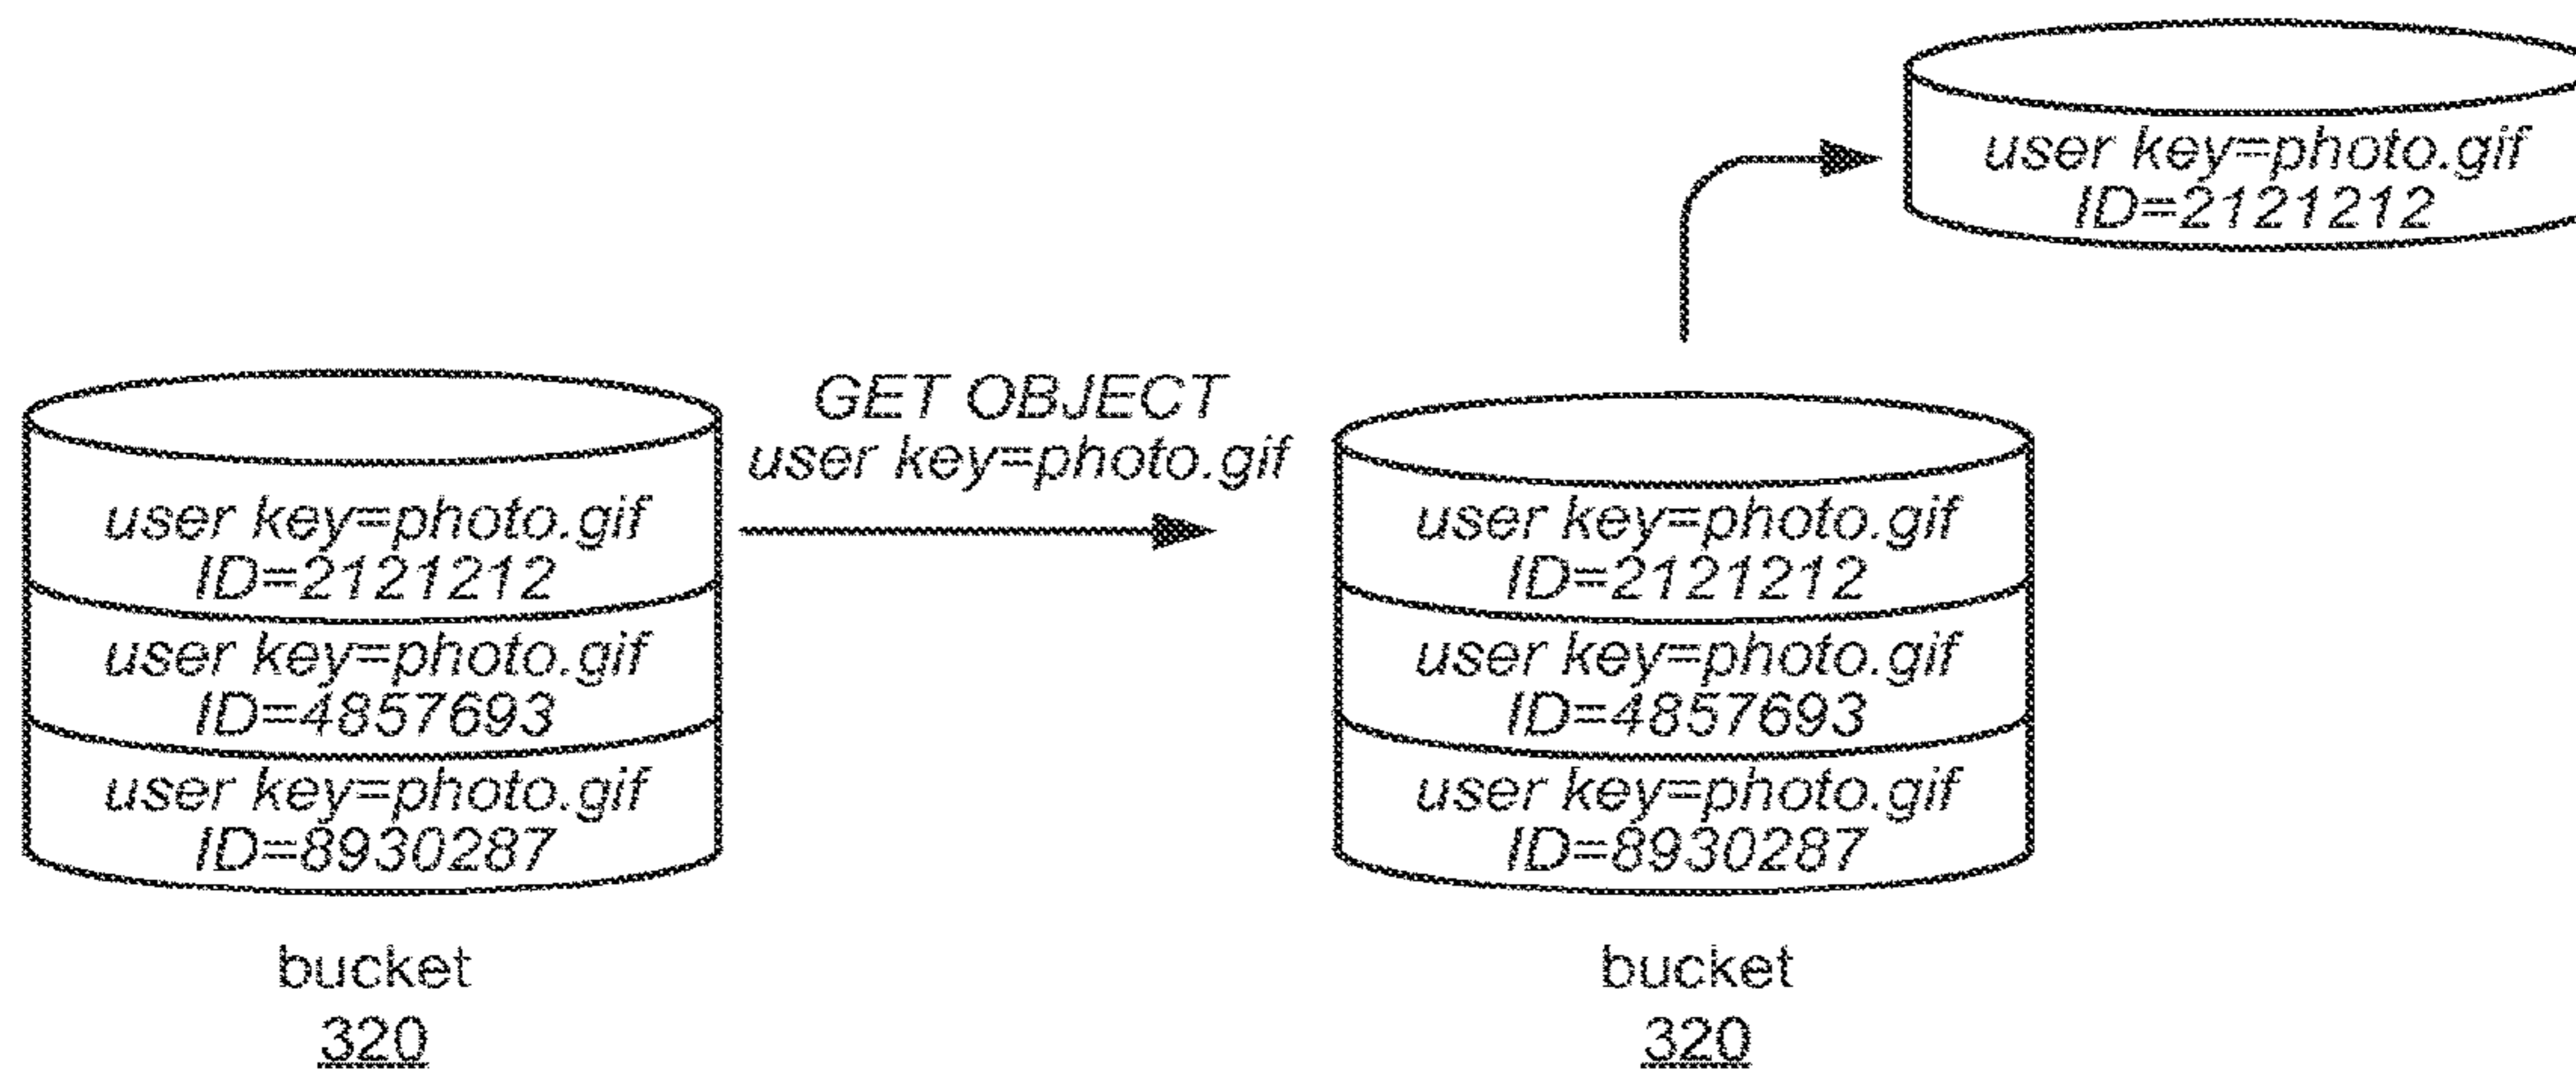 user key=photo.gif
ID=2121212
GET OBJECT
user key=photo.gif
user key=photo.gif
ID=2121212
user key=photo.gif
ID=4857693
user key=photo.gif
ID=8930287
bucket
320
user key=photo.gif
ID=2121212
user key=photo.gif
ID=4857693
user key=photo.gif
ID=8930287
bucket
320